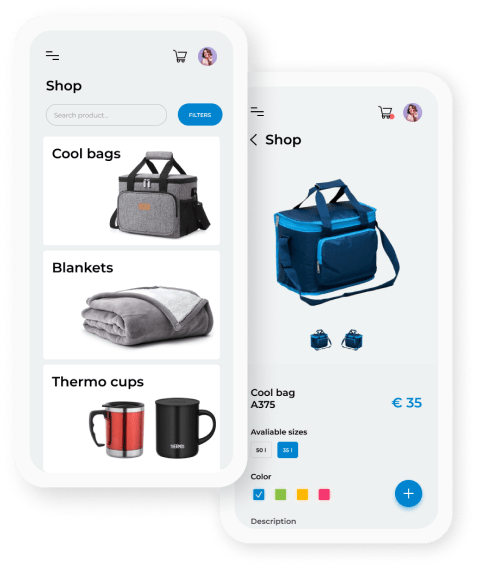 Shop
Search product...
FILTERS
Cool bags
Blankets
Thermo cups
THERMOS
Shop
Cool bag
A375
€ 35
Avaliable sizes
50 l
35 l
Color
Description